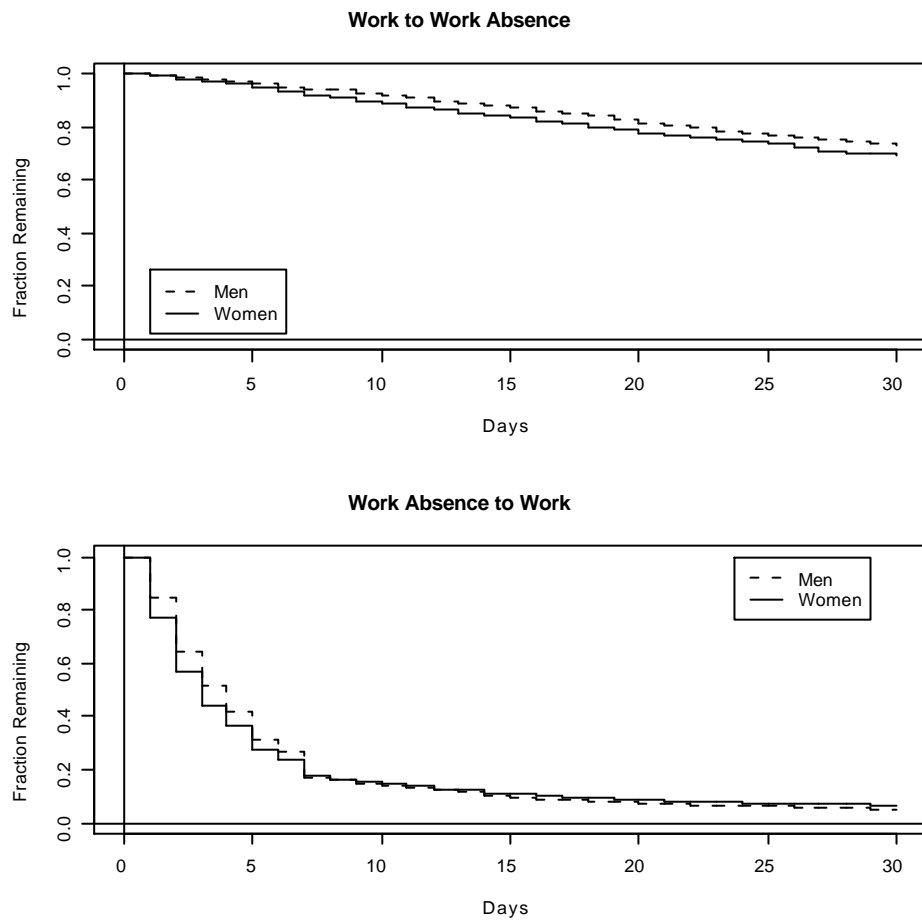 Work to Work Absence
Fraction Remaining
1.0
0.8
0.6
0.4
0.2
0.0
Men
Women
0 5 10 15 20 25 30
Days
Work Absence to Work
Fraction Remaining
1.0
0.8
0.6
0.4
0.2
0.0
Men
Women
0 5 10 15 20 25 30
Days